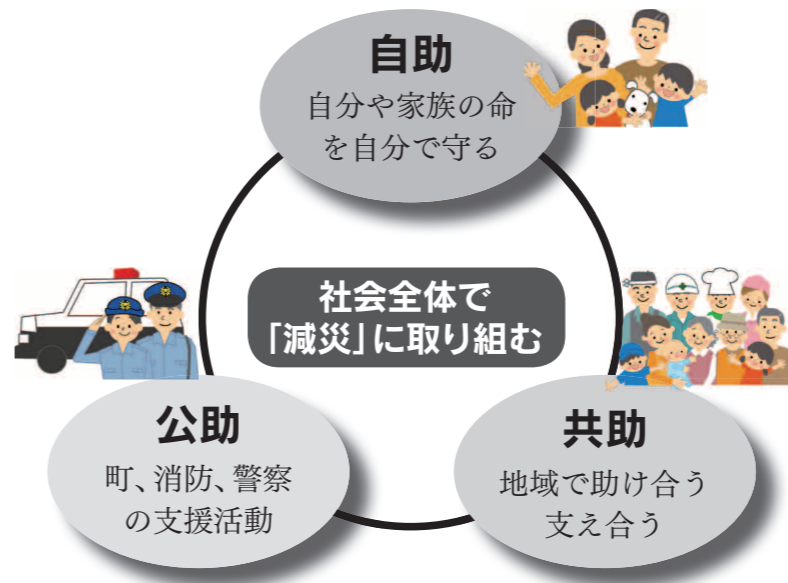 自助
自分や家族の命
を自分で守る
社会全体で
「減災」に取り組む
公助
町、消防、警察
の支援活動
共助
地域で助け合う
支え合う